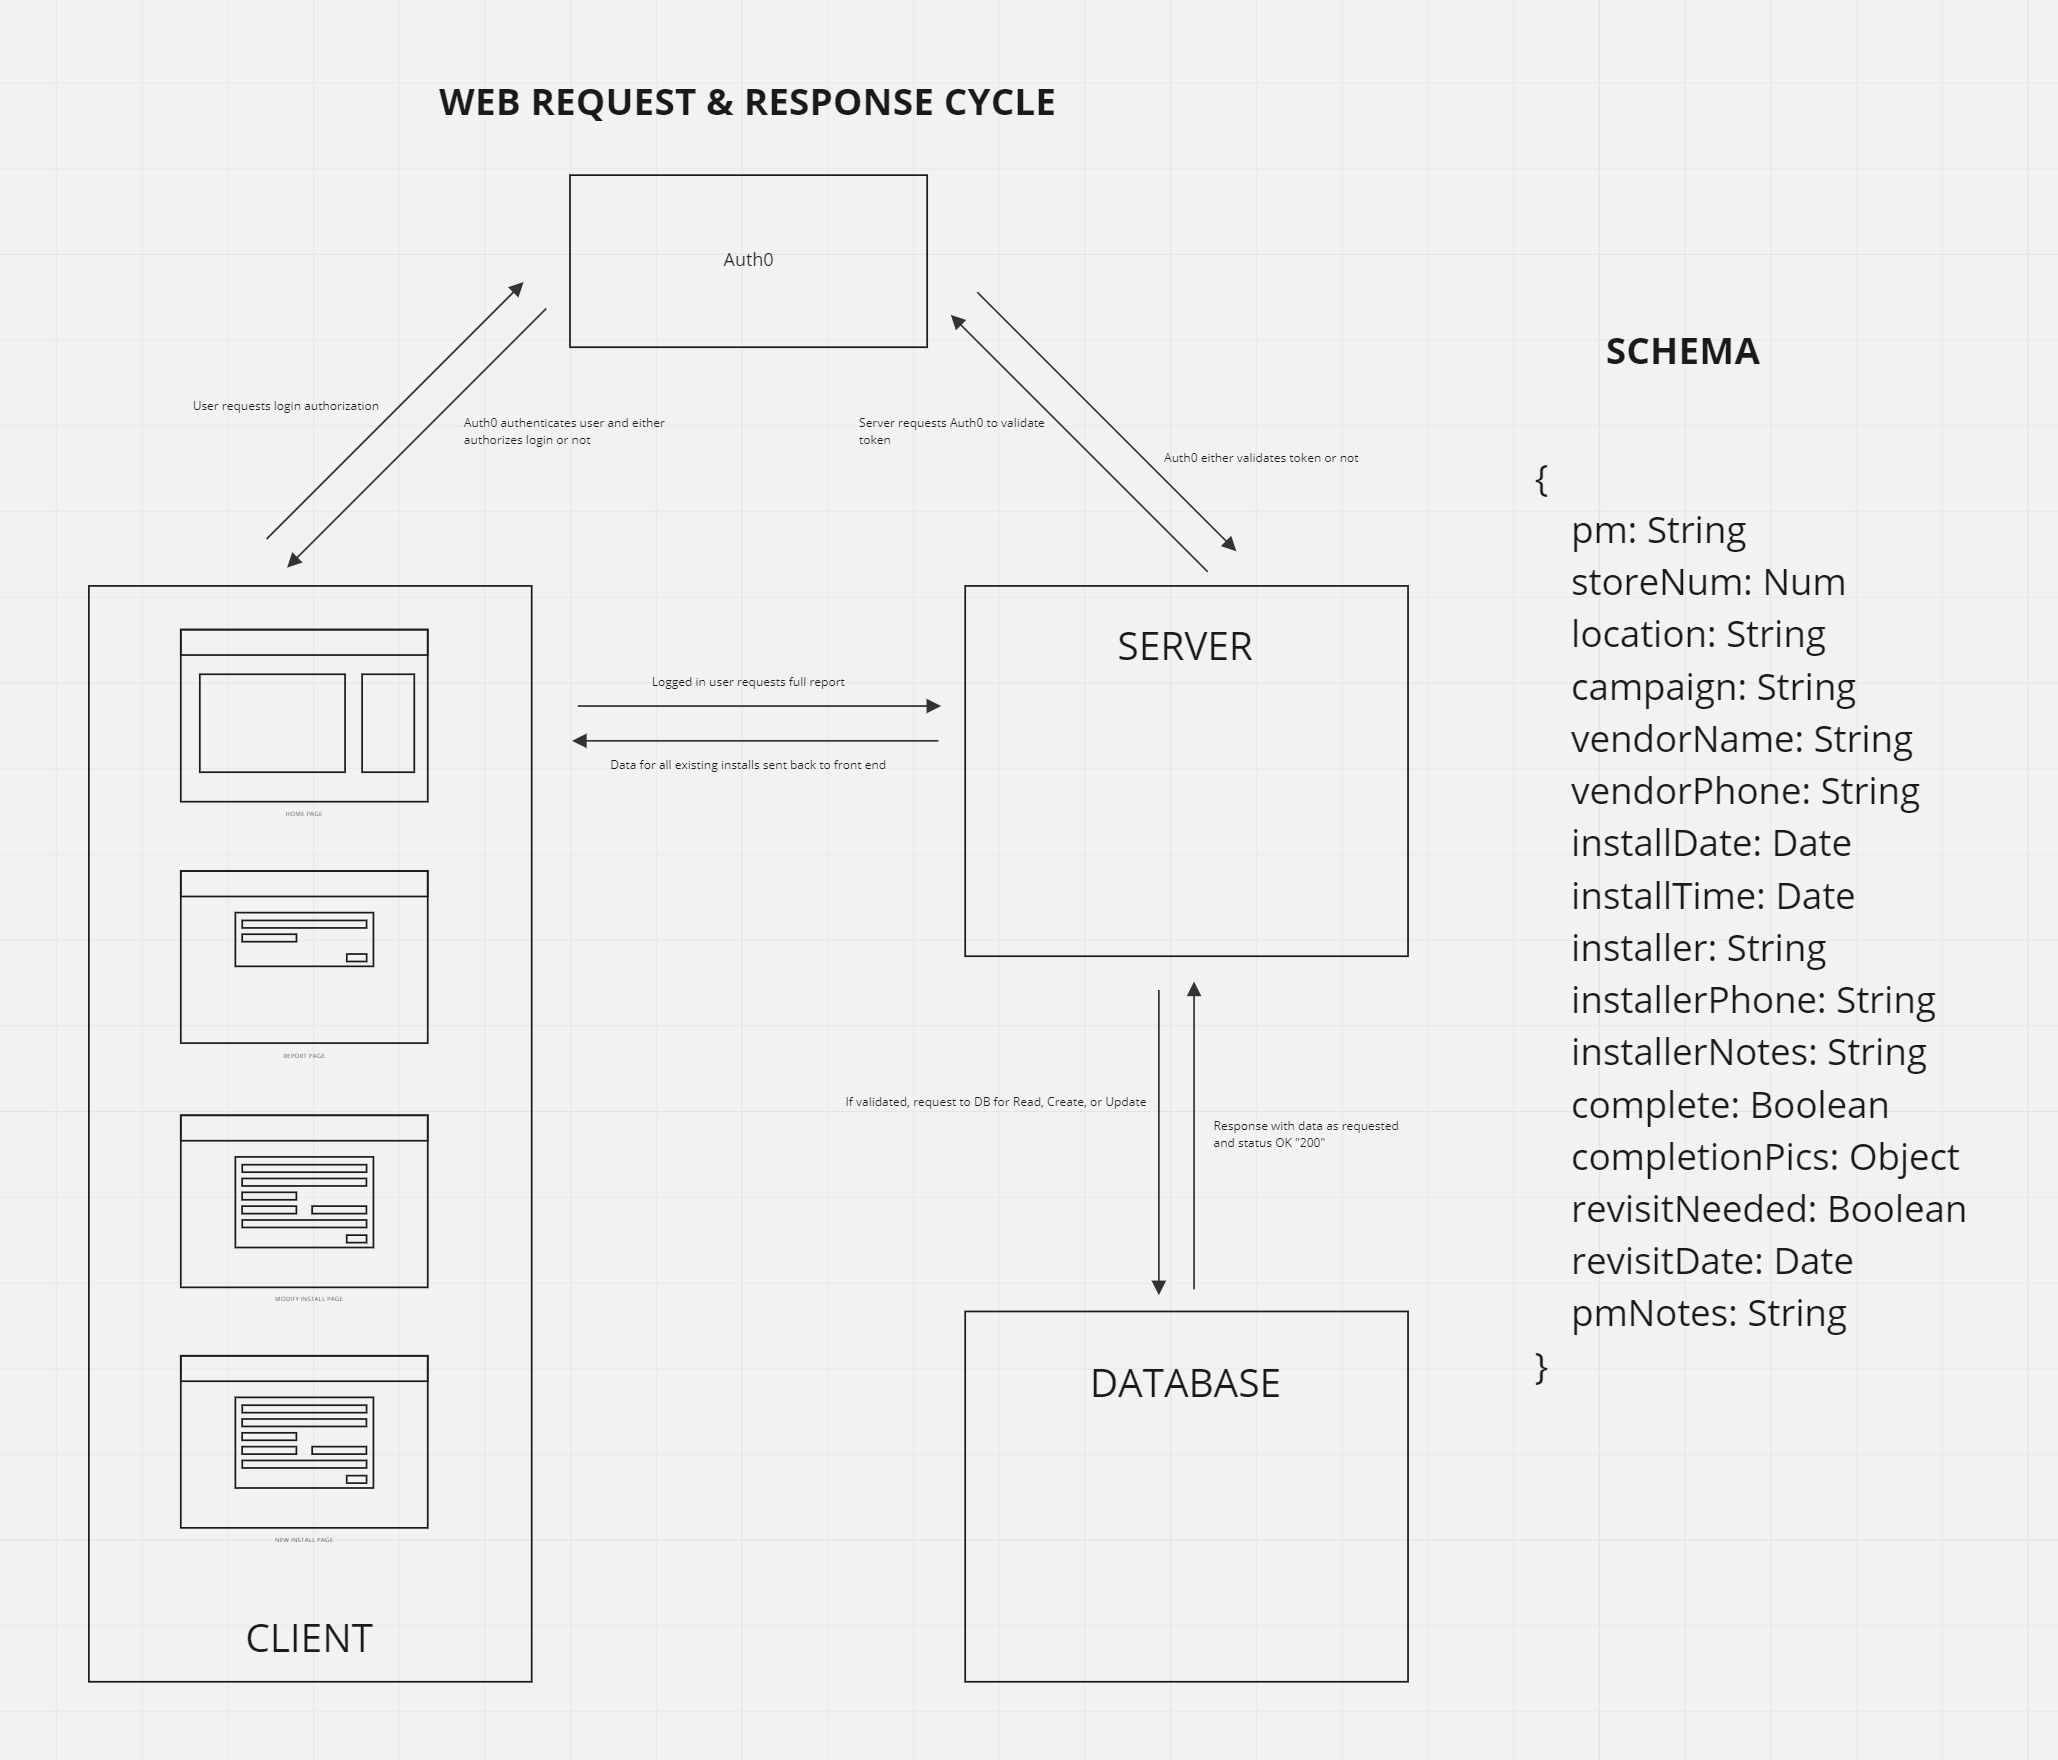 WEB REQUEST & RESPONSE CYCLE
Auth0
User requests login authorization
Auth0 authenticates user and either
authorizes login or not
Server requests Auth0 to validate
token
Auth0 either validates token or not
HOME PAGE
REPORT PAGE
MODIFY INSTALL PAGE
NEW INSTALL PAGE
CLIENT
Logged in user requests full report
Data for all existing installs sent back to front end
SERVER
If validated, request to DB for Read, Create, or Update
Response with data as requested
and status OK "200"
DATABASE
SCHEMA
{
pm: String
storeNum: Num
location: String
campaign: String
vendorName: String
vendorPhone: String
installDate: Date
installTime: Date
installer: String
installerPhone: String
installerNotes: String
complete: Boolean
completionPics: Object
revisitNeeded: Boolean
revisitDate: Date
pmNotes: String
}